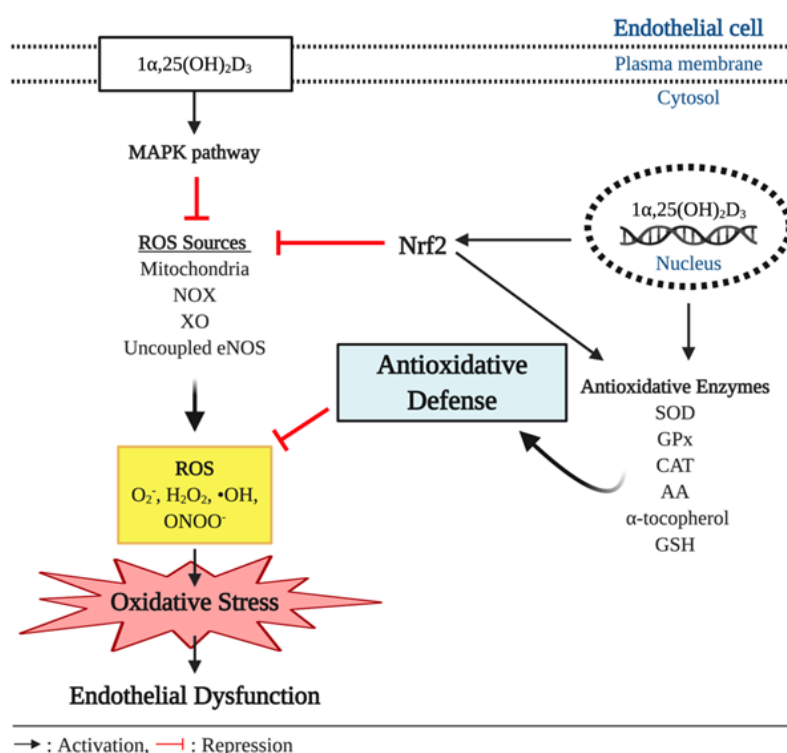 Endothelial cell
Plasma membrane
Cytosol
1α,25(OH)₂D₃
MAPK pathway
ROS Sources
Mitochondria
NOX
XO
Uncoupled eNOS
Nrf2
1α,25(OH)₂D₃
Nucleus
Antioxidative
Defense
Antioxidative Enzymes
SOD
GPx
CAT
AA
α-tocopherol
GSH
ROS
O₂⁻, H₂O₂, •OH,
ONOO⁻
Oxidative Stress
Endothelial Dysfunction
: Activation, : Repression